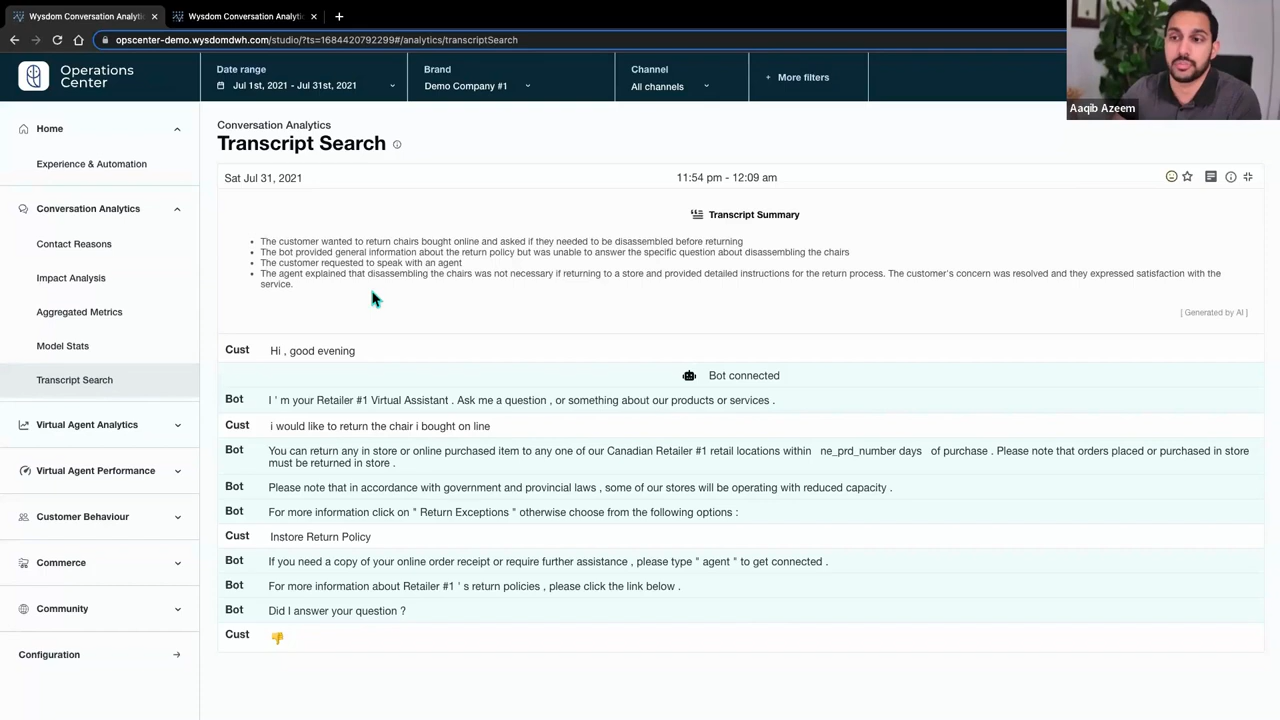 Wysdom Conversation Analytic
Wysdom Conversation Analytic
opscenter-demo.wysdomdwh.com/studio/?ts=1684420792299#/analytics/transcriptSearch
Aaqib Azeem
Operations
Center
Date range
Jul 1st, 2021 - Jul 31st, 2021
Brand
Demo Company #1
Channel
All channels
+ More filters
Home
Experience & Automation
Conversation Analytics
Contact Reasons
Impact Analysis
Aggregated Metrics
Model Stats
Transcript Search
Virtual Agent Analytics
Virtual Agent Performance
Customer Behaviour
Commerce
Community
Configuration
Conversation Analytics
Transcript Search
Sat Jul 31, 2021
11:54 pm - 12:09 am
Transcript Summary
• The customer wanted to return chairs bought online and asked if they needed to be disassembled before returning
• The bot provided general information about the return policy but was unable to answer the specific question about disassembling the chairs
• The customer requested to speak with an agent
• The agent explained that disassembling the chairs was not necessary if returning to a store and provided detailed instructions for the return process. The customer's concern was resolved and they expressed satisfaction with the
service.
[ Generated by AI ]
Cust Hi , good evening
Bot connected
Bot I ' m your Retailer #1 Virtual Assistant . Ask me a question , or something about our products or services .
Cust i would like to return the chair i bought on line
Bot You can return any in store or online purchased item to any one of our Canadian Retailer #1 retail locations within ne_prd_number days of purchase . Please note that orders placed or purchased in store
must be returned in store .
Bot Please note that in accordance with government and provincial laws , some of our stores will be operating with reduced capacity .
Bot For more information click on " Return Exceptions " otherwise choose from the following options :
Cust Instore Return Policy
Bot If you need a copy of your online order receipt or require further assistance , please type " agent " to get connected .
Bot For more information about Retailer #1 ' s return policies , please click the link below .
Bot Did I answer your question ?
Cust 👎